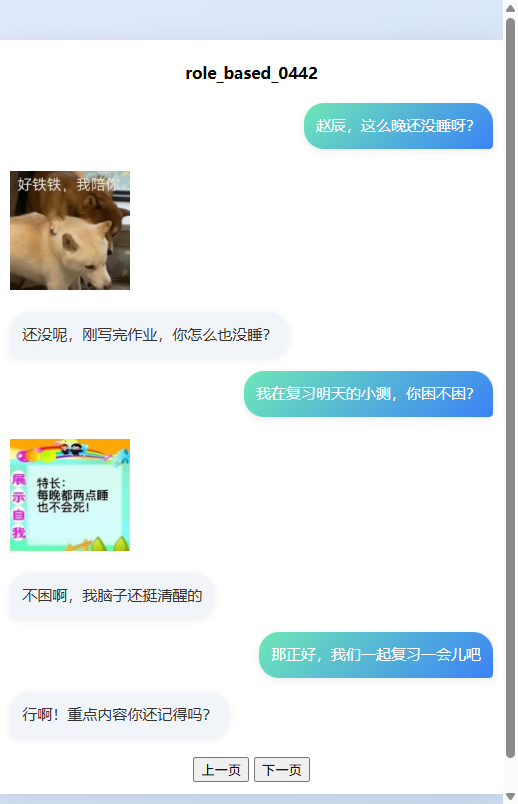 role_based_0442
赵辰，这么晚还没睡呀？
好铁铁，我陪你
还没呢，刚写完作业，你怎么也没睡？
我在复习明天的小测，你困不困？
展示自我
特长：
每晚都两点睡
也不会死！
不困啊，我脑子还挺清醒的
那正好，我们一起复习一会儿吧
行啊！重点内容你还记得吗？
上一页 下一页